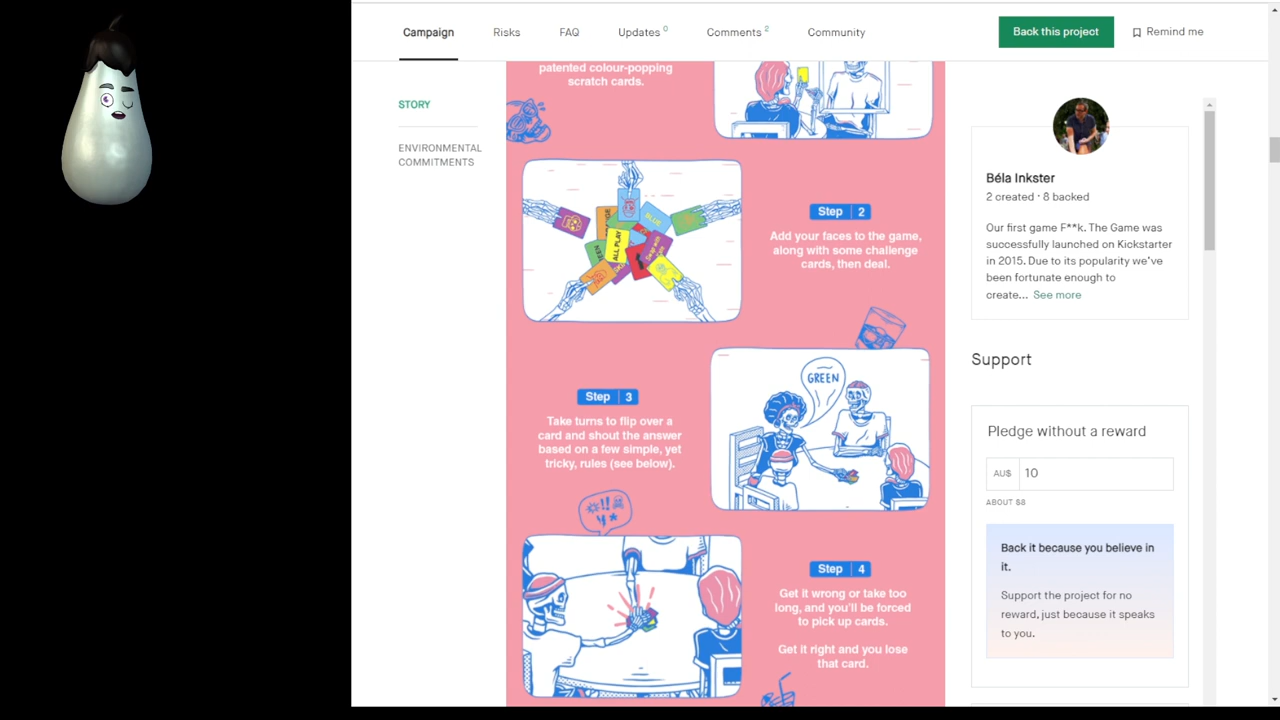 Campaign
Risks
FAQ
Updates 0
Comments 2
Community
Back this project
Remind me
STORY
ENVIRONMENTAL
COMMITMENTS
patented colour-popping
scratch cards.
Step 2
Add your faces to the game,
along with some challenge
cards, then deal.
ALL PLAY
BLUE
GREEN
Step 3
Take turns to flip over a
card and shout the answer
based on a few simple, yet
tricky, rules (see below).
Step 4
Get it wrong or take too
long, and you'll be forced
to pick up cards.
Get it right and you lose
that card.
Béla Inkster
2 created · 8 backed
Our first game F**k. The Game was
successfully launched on Kickstarter
in 2015. Due to its popularity we've
been fortunate enough to
create... See more
Support
Pledge without a reward
AU$ 10
ABOUT $8
Back it because you believe in
it.
Support the project for no
reward, just because it speaks
to you.